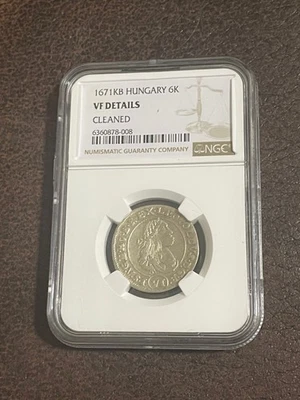 1671KB HUNGARY 6K
VF DETAILS
CLEANED
6360878-008
NUMISMATIC GUARANTY COMPANY
NGC